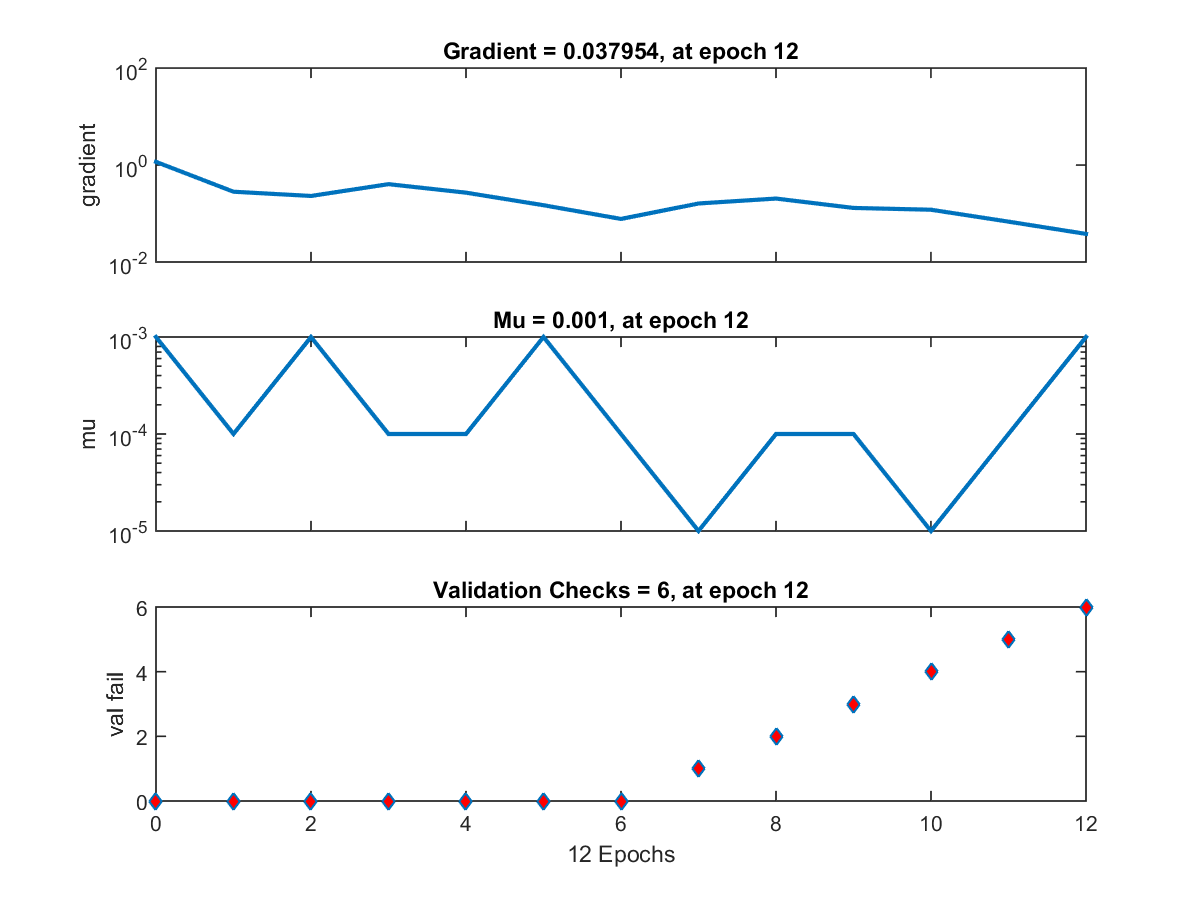 Gradient = 0.037954, at epoch 12
10^2
10^0
10^-2
gradient
Mu = 0.001, at epoch 12
10^-3
10^-4
10^-5
mu
Validation Checks = 6, at epoch 12
6
4
2
0
val fail
0 2 4 6 8 10 12
12 Epochs